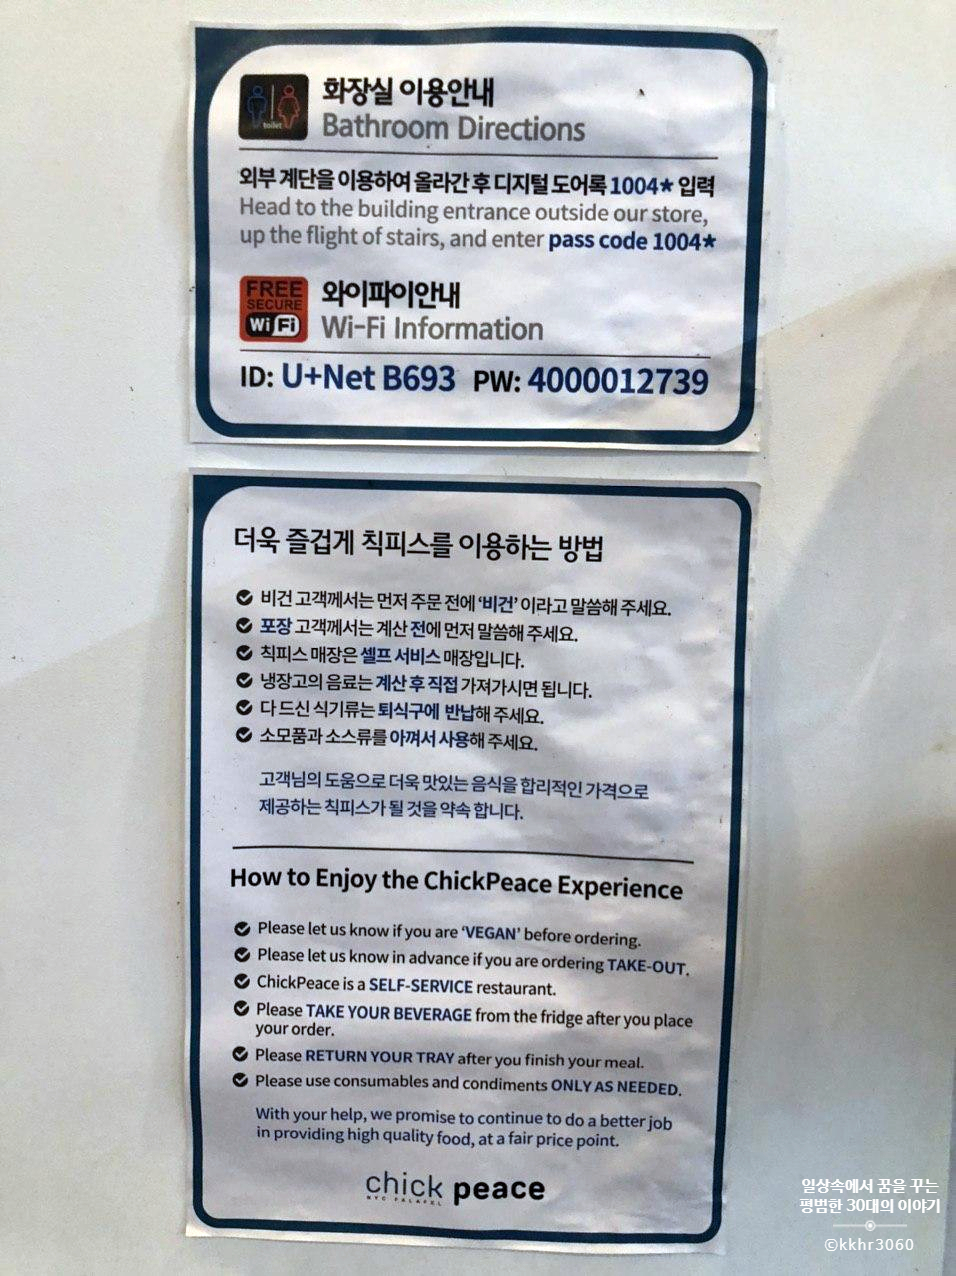 toilet
화장실 이용안내
Bathroom Directions
외부 계단을 이용하여 올라간 후 디지털 도어록 1004* 입력
Head to the building entrance outside our store,
up the flight of stairs, and enter pass code 1004*
FREE
SECURE
WiFi
와이파이안내
Wi-Fi Information
ID: U+Net B693 PW: 4000012739
더욱 즐겁게 칙피스를 이용하는 방법
비건 고객께서는 먼저 주문 전에 ‘비건’ 이라고 말씀해 주세요.
포장 고객께서는 계산 전에 먼저 말씀해 주세요.
칙피스 매장은 셀프 서비스 매장입니다.
냉장고의 음료는 계산 후 직접 가져가시면 됩니다.
다 드신 식기류는 퇴식구에 반납해 주세요.
소모품과 소스류를 아껴서 사용해 주세요.
고객님의 도움으로 더욱 맛있는 음식을 합리적인 가격으로
제공하는 칙피스가 될 것을 약속 합니다.
How to Enjoy the ChickPeace Experience
Please let us know if you are ‘VEGAN’ before ordering.
Please let us know in advance if you are ordering TAKE-OUT.
ChickPeace is a SELF-SERVICE restaurant.
Please TAKE YOUR BEVERAGE from the fridge after you place
your order.
Please RETURN YOUR TRAY after you finish your meal.
Please use consumables and condiments ONLY AS NEEDED.
With your help, we promise to continue to do a better job
in providing high quality food, at a fair price point.
chick peace
NYC FALAFEL
일상속에서 꿈을 꾸는
평범한 30대의 이야기
©kkhr3060